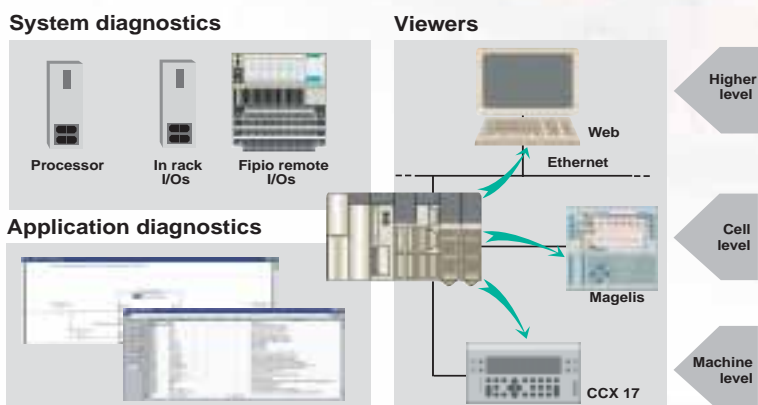 System diagnostics
Processor
In rack
I/Os
Fipio remote
I/Os
Application diagnostics
Viewers
Web
Ethernet
Magelis
CCX 17
Higher
level
Cell
level
Machine
level